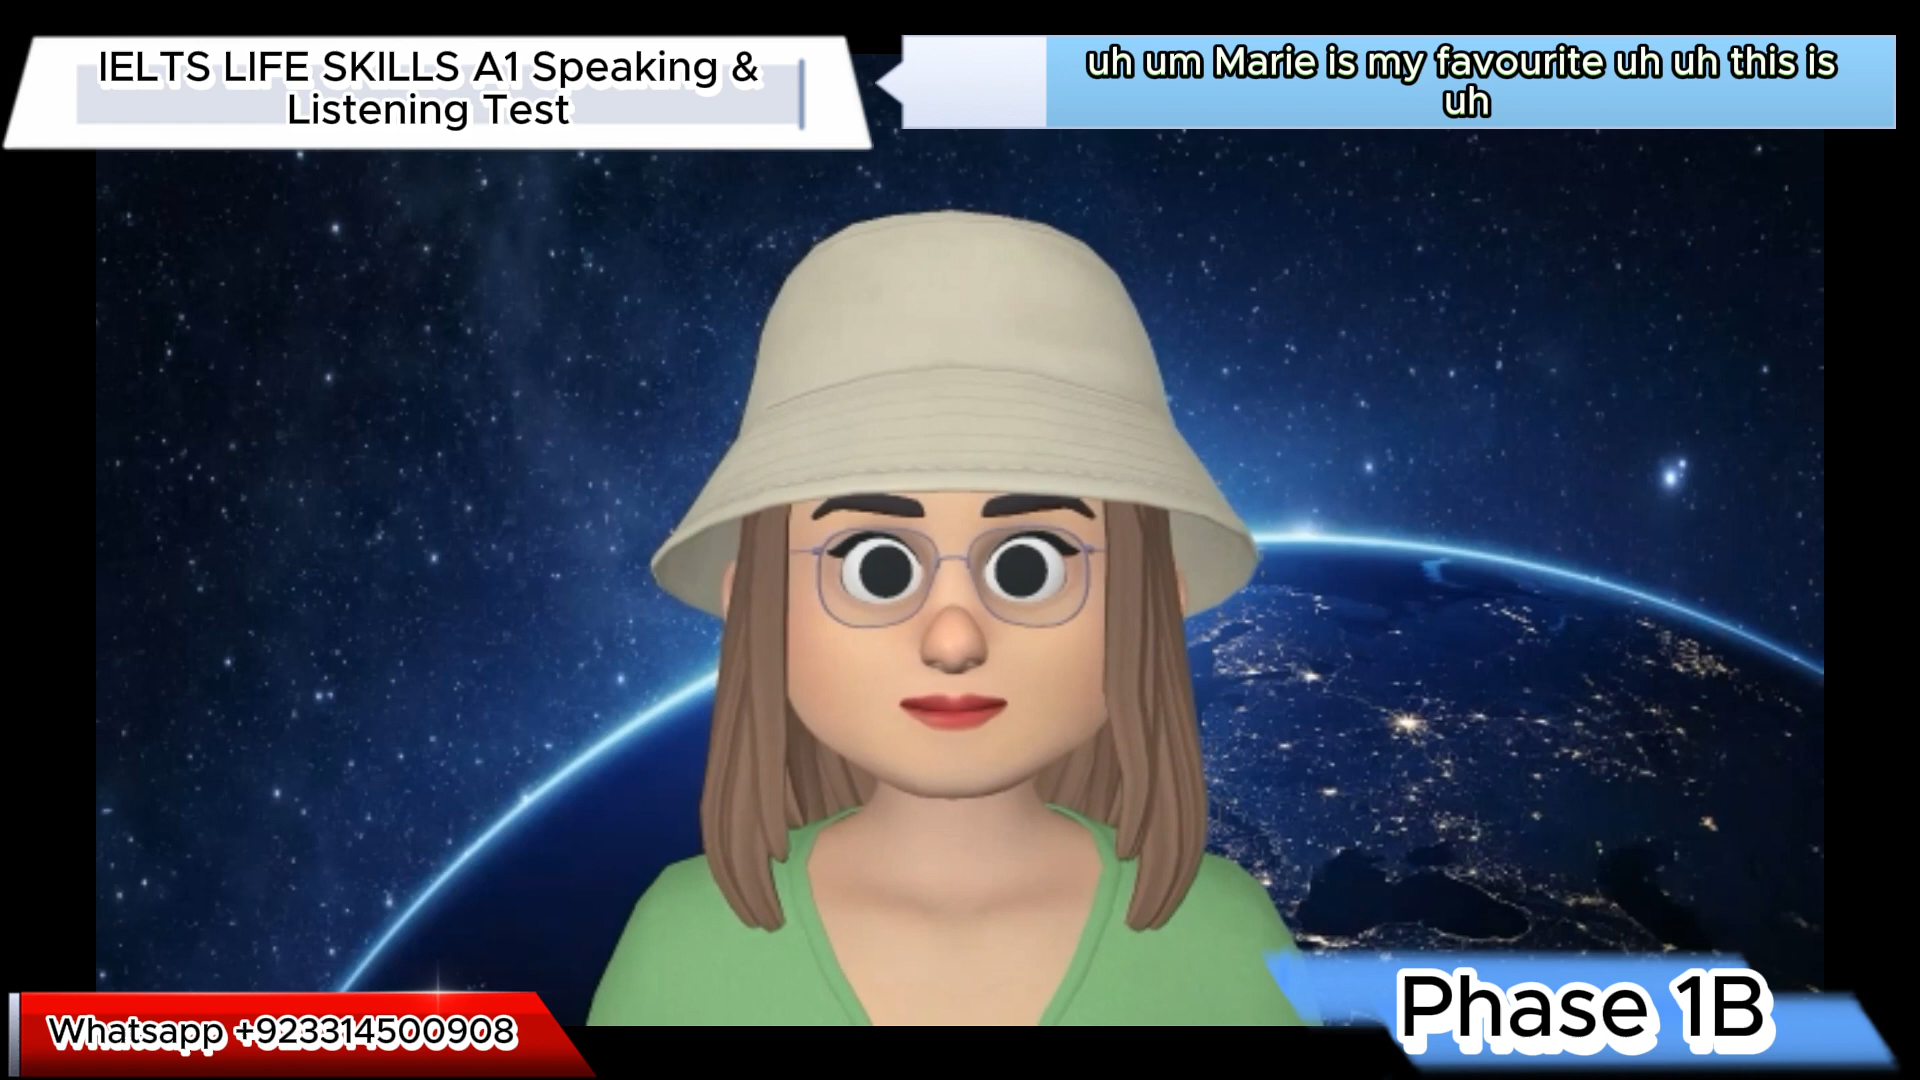 IELTS LIFE SKILLS A1 Speaking &
Listening Test
uh um Marie is my favourite uh uh this is
uh
Whatsapp +923314500908
Phase 1B